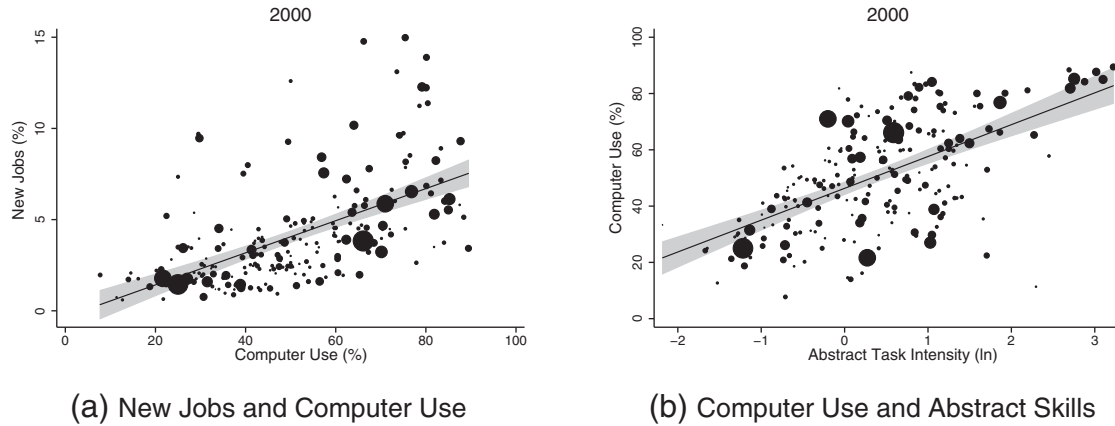 2000
15
10
5
0
New Jobs (%)
0 20 40 60 80 100
Computer Use (%)
(a) New Jobs and Computer Use
2000
100
80
60
40
20
0
Computer Use (%)
−2 −1 0 1 2 3
Abstract Task Intensity (ln)
(b) Computer Use and Abstract Skills